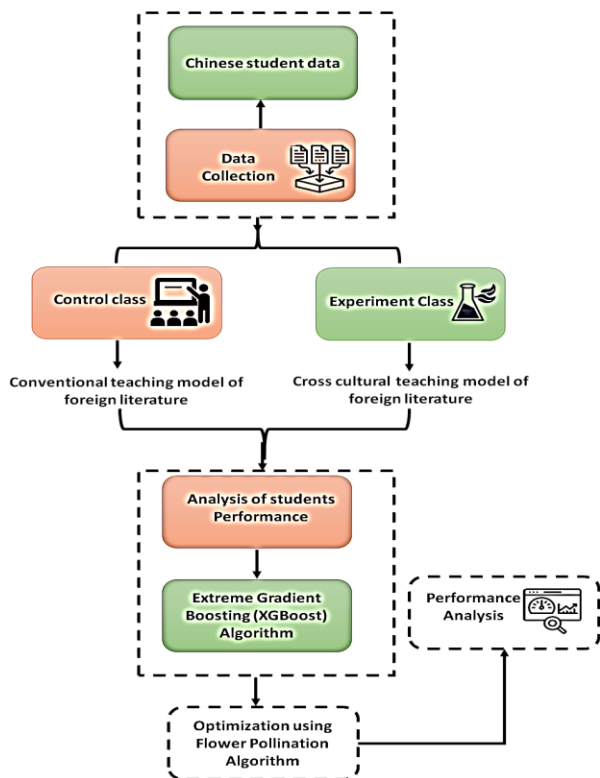 Chinese student data
Data
Collection
Control class
Experiment Class
Conventional teaching model of
foreign literature
Cross cultural teaching model of
foreign literature
Analysis of students
Performance
Extreme Gradient
Boosting (XGBoost)
Algorithm
Performance
Analysis
Optimization using
Flower Pollination
Algorithm